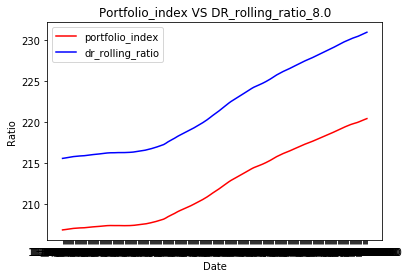 Portfolio_index VS DR_rolling_ratio_8.0
portfolio_index
dr_rolling_ratio
230
225
220
215
210
Ratio
Date